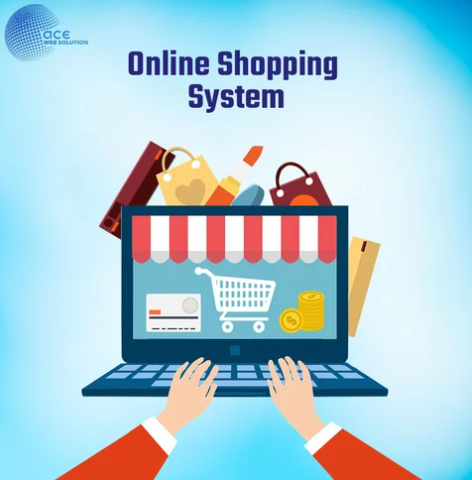 ace
WEB SOLUTION
Online Shopping
System